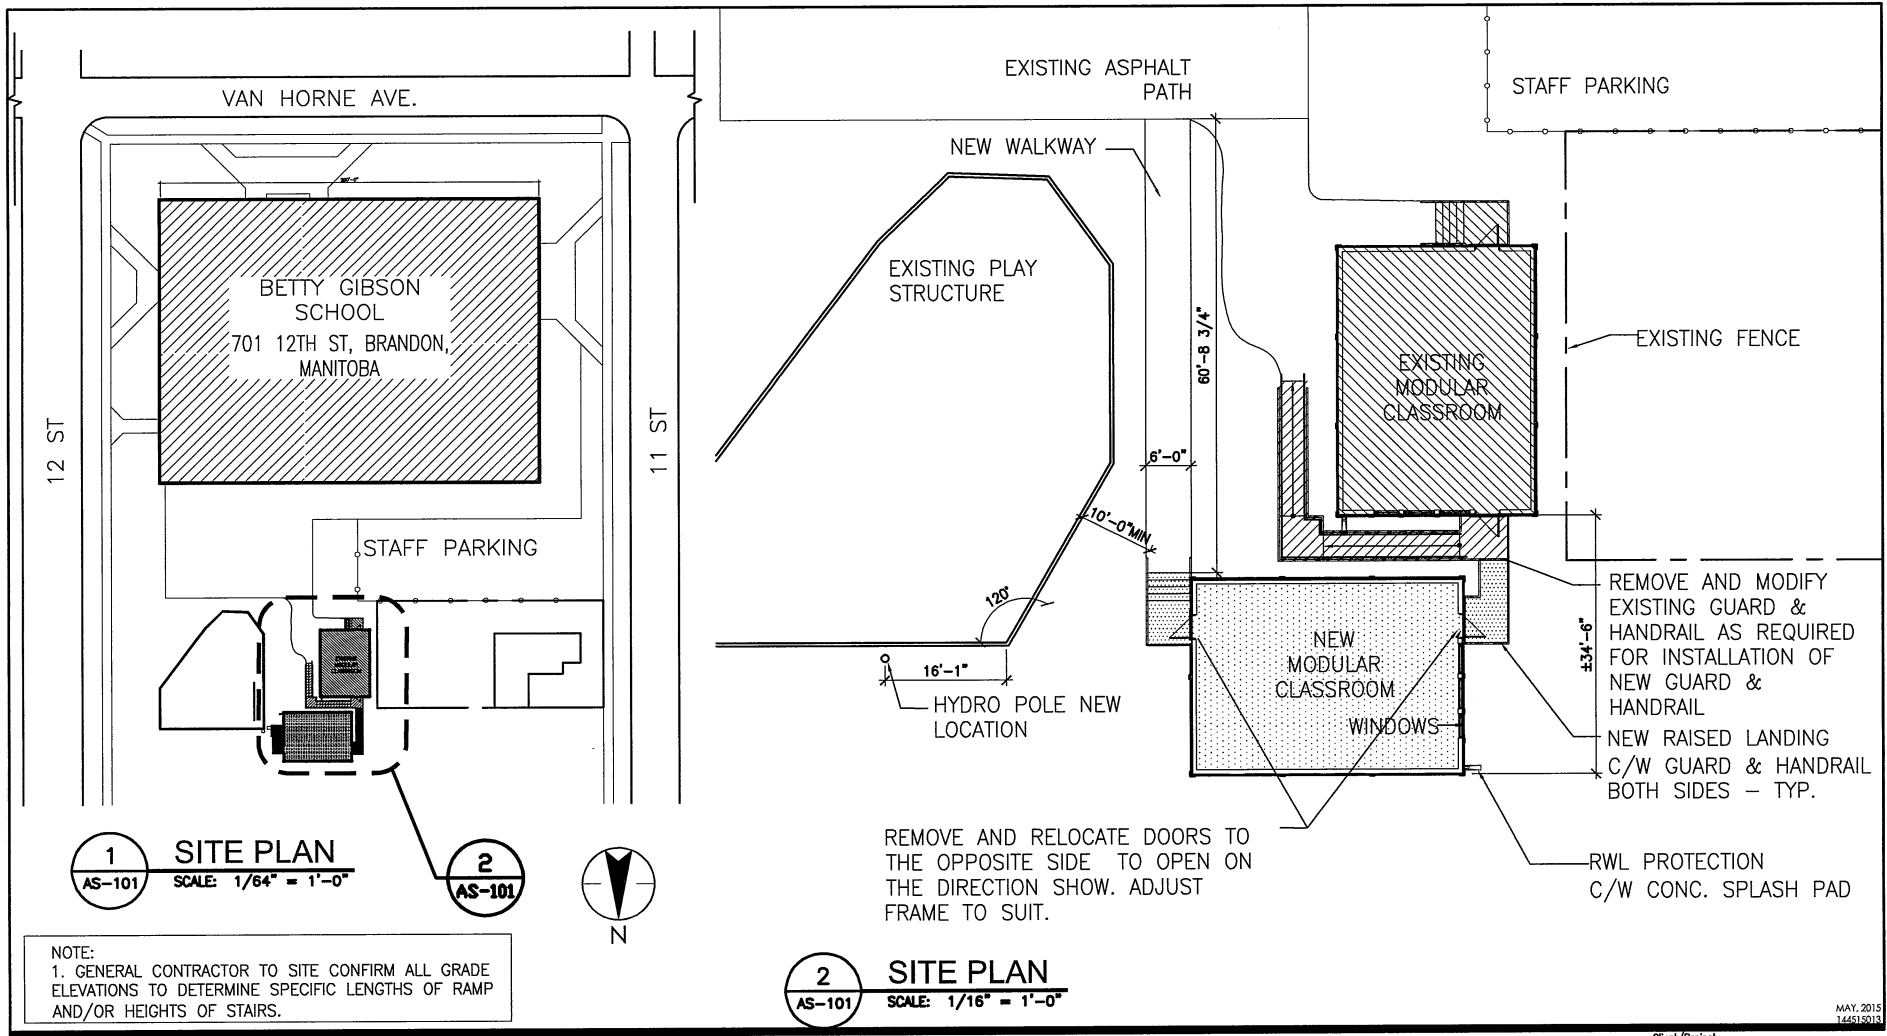 VAN HORNE AVE.
BETTY GIBSON
SCHOOL
701 12TH ST, BRANDON,
MANITOBA
12 ST
11 ST
STAFF PARKING
1
AS-101
SITE PLAN
SCALE: 1/64" = 1'-0"
2
AS-101
N
NOTE:
1. GENERAL CONTRACTOR TO SITE CONFIRM ALL GRADE
ELEVATIONS TO DETERMINE SPECIFIC LENGTHS OF RAMP
AND/OR HEIGHTS OF STAIRS.
EXISTING ASPHALT
PATH
STAFF PARKING
NEW WALKWAY
EXISTING PLAY
STRUCTURE
60'-8 3/4"
EXISTING FENCE
EXISTING
MODULAR
CLASSROOM
6'-0"
10'-0"MIN
120°
16'-1"
HYDRO POLE NEW
LOCATION
NEW
MODULAR
CLASSROOM
WINDOWS
±34'-6"
REMOVE AND MODIFY
EXISTING GUARD &
HANDRAIL AS REQUIRED
FOR INSTALLATION OF
NEW GUARD &
HANDRAIL
NEW RAISED LANDING
C/W GUARD & HANDRAIL
BOTH SIDES - TYP.
REMOVE AND RELOCATE DOORS TO
THE OPPOSITE SIDE TO OPEN ON
THE DIRECTION SHOW. ADJUST
FRAME TO SUIT.
RWL PROTECTION
C/W CONC. SPLASH PAD
2
AS-101
SITE PLAN
SCALE: 1/16" = 1'-0"
MAY, 2015
144515013